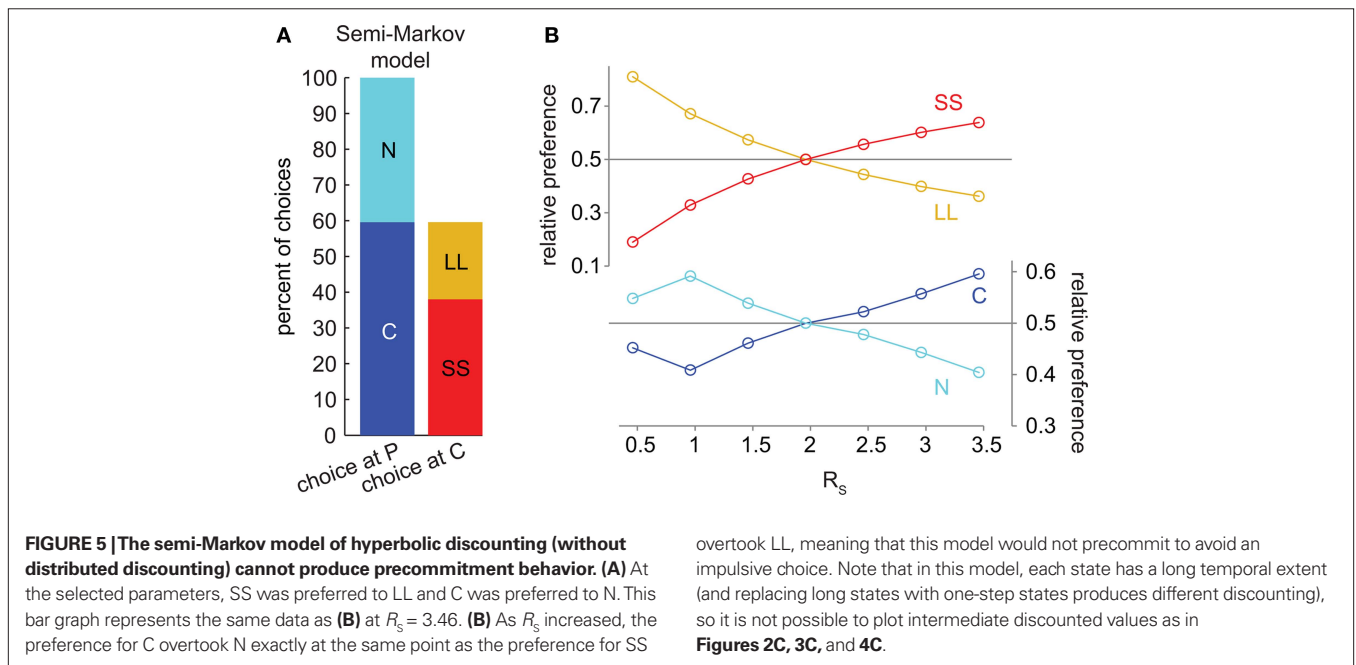 A
Semi-Markov
model
100
90
80
70
60
50
40
30
20
10
0
percent of choices
N
C
LL
SS
choice at P
choice at C
B
0.7
0.5
0.3
0.1
relative preference
SS
LL
0.6
0.5
0.4
0.3
relative preference
C
N
0.5 1 1.5 2 2.5 3 3.5
R_S
FIGURE 5 | The semi-Markov model of hyperbolic discounting (without
distributed discounting) cannot produce precommitment behavior. (A) At
the selected parameters, SS was preferred to LL and C was preferred to N. This
bar graph represents the same data as (B) at R_S = 3.46. (B) As R_S increased, the
preference for C overtook N exactly at the same point as the preference for SS
overtook LL, meaning that this model would not precommit to avoid an
impulsive choice. Note that in this model, each state has a long temporal extent
(and replacing long states with one-step states produces different discounting),
so it is not possible to plot intermediate discounted values as in
Figures 2C, 3C, and 4C.